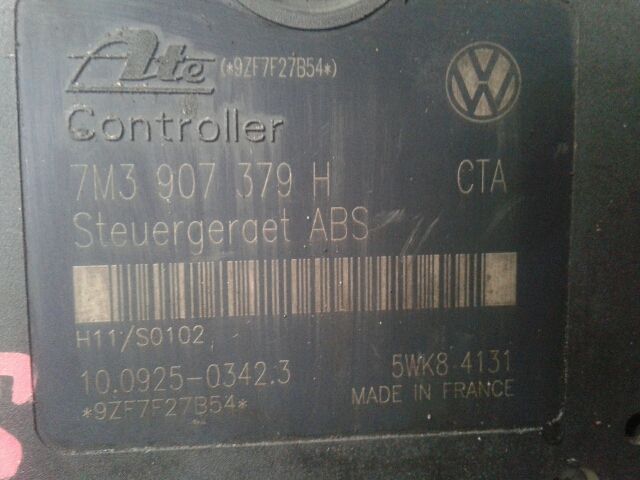 Ate (*9ZF7F27B54*)
Controller
7M3 907 379 H CTA
Steuergeraet ABS
H11/S0102
10.0925-0342.3 5WK8 4131
*9ZF7F27B54* MADE IN FRANCE